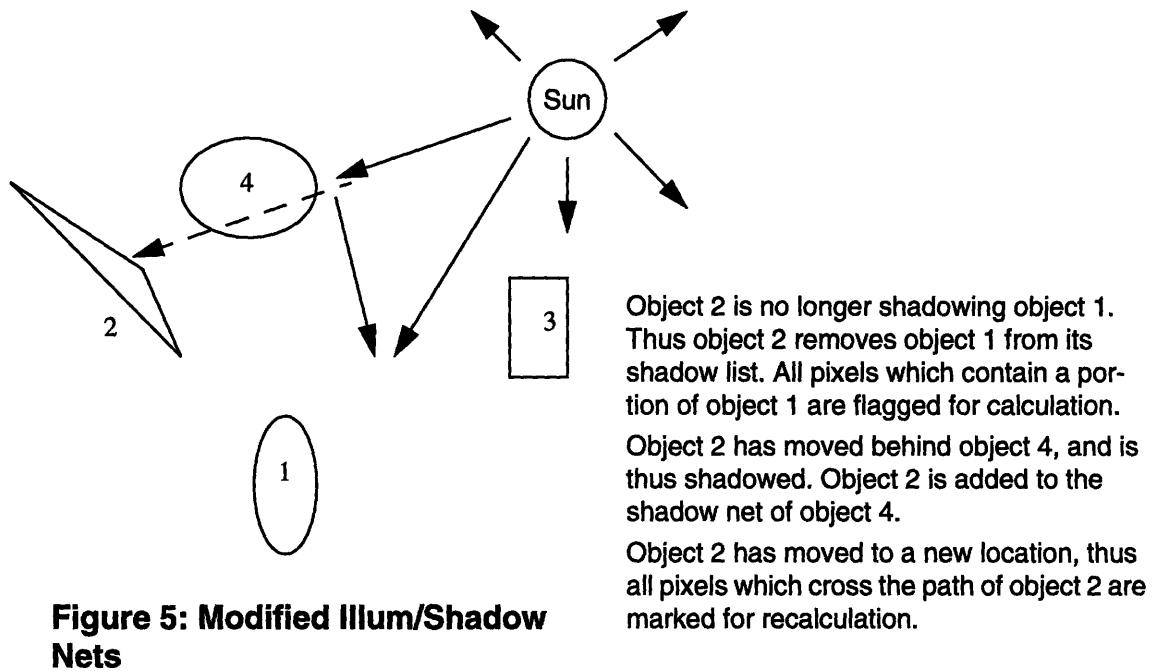 Sun
4
2
3
1
Object 2 is no longer shadowing object 1.
Thus object 2 removes object 1 from its
shadow list. All pixels which contain a por-
tion of object 1 are flagged for calculation.
Object 2 has moved behind object 4, and is
thus shadowed. Object 2 is added to the
shadow net of object 4.
Object 2 has moved to a new location, thus
all pixels which cross the path of object 2 are
marked for recalculation.
Figure 5: Modified Illum/Shadow
Nets